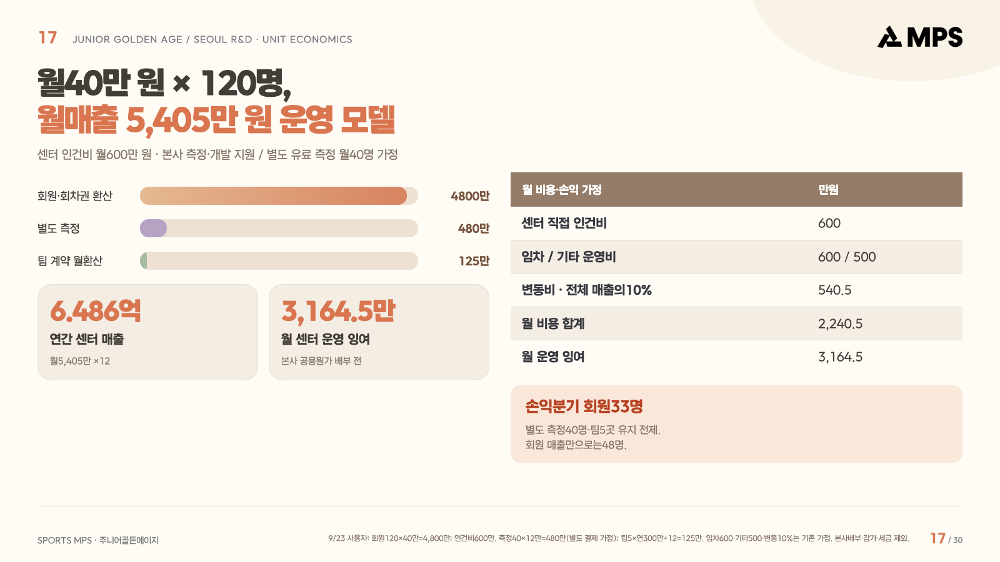 17 JUNIOR GOLDEN AGE / SEOUL R&D · UNIT ECONOMICS
MPS
월40만 원 × 120명,
월매출 5,405만 원 운영 모델
센터 인건비 월600만 원 · 본사 측정·개발 지원 / 별도 유료 측정 월40명 가정
회원·회차권 환산 4800만
별도 측정 480만
팀 계약 월환산 125만
6.486억
연간 센터 매출
월5,405만 ×12
3,164.5만
월 센터 운영 잉여
본사 공용원가 배부 전
월 비용·손익 가정 만원
센터 직접 인건비 600
임차 / 기타 운영비 600 / 500
변동비 · 전체 매출의10% 540.5
월 비용 합계 2,240.5
월 운영 잉여 3,164.5
손익분기 회원33명
별도 측정40명·팀5곳 유지 전제.
회원 매출만으로는48명.
SPORTS MPS · 주니어골든에이지
9/23 사용자: 회원120×40만=4,800만; 인건비600만. 측정40×12만=480만(별도 결제 가정); 팀5×연300만÷12=125만. 임차600·기타500·변동10%는 기존 가정. 본사배부·감가·세금 제외.
17 / 30